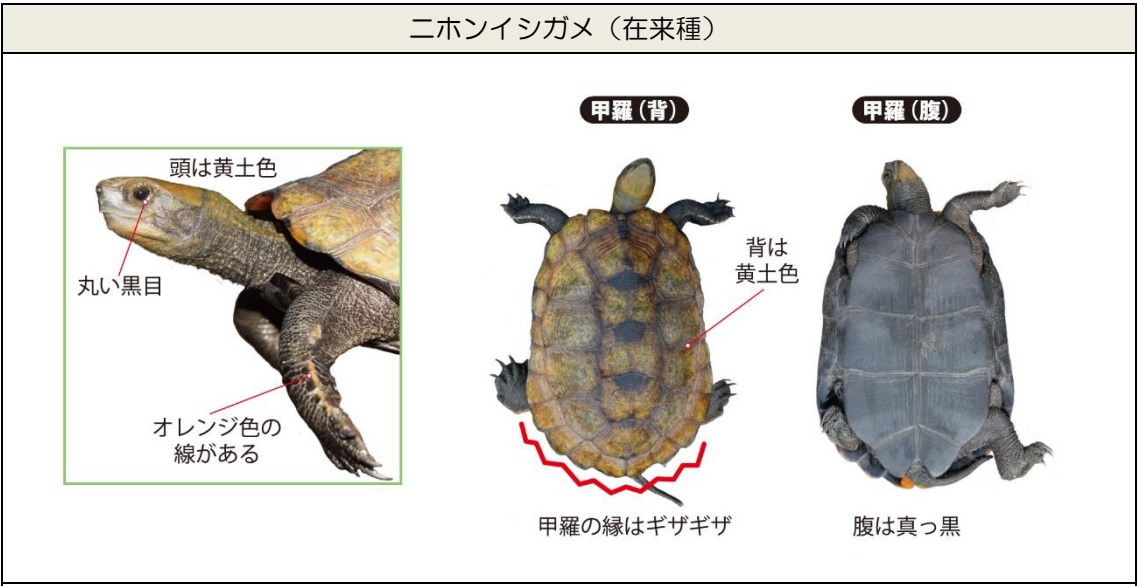 ニホンイシガメ（在来種）
頭は黄土色
丸い黒目
オレンジ色の
線がある
甲羅（背）
背は
黄土色
甲羅の縁はギザギザ
甲羅（腹）
腹は真っ黒